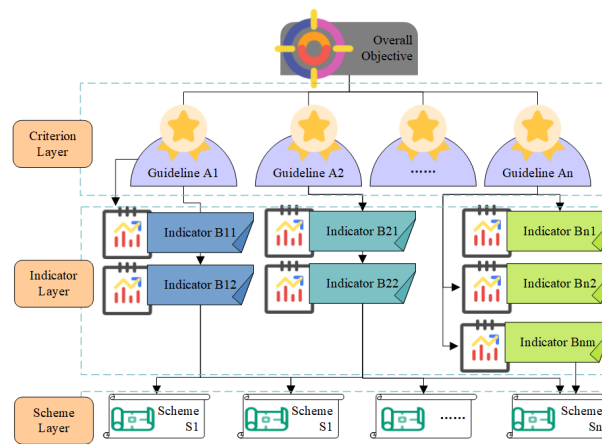 Overall
Objective
Criterion
Layer
Guideline A1
Guideline A2
......
Guideline An
Indicator
Layer
Indicator B11
Indicator B21
Indicator Bn1
Indicator B12
Indicator B22
Indicator Bn2
Indicator Bnm
Scheme
Layer
Scheme
S1
Scheme
S1
......
Scheme
Sn